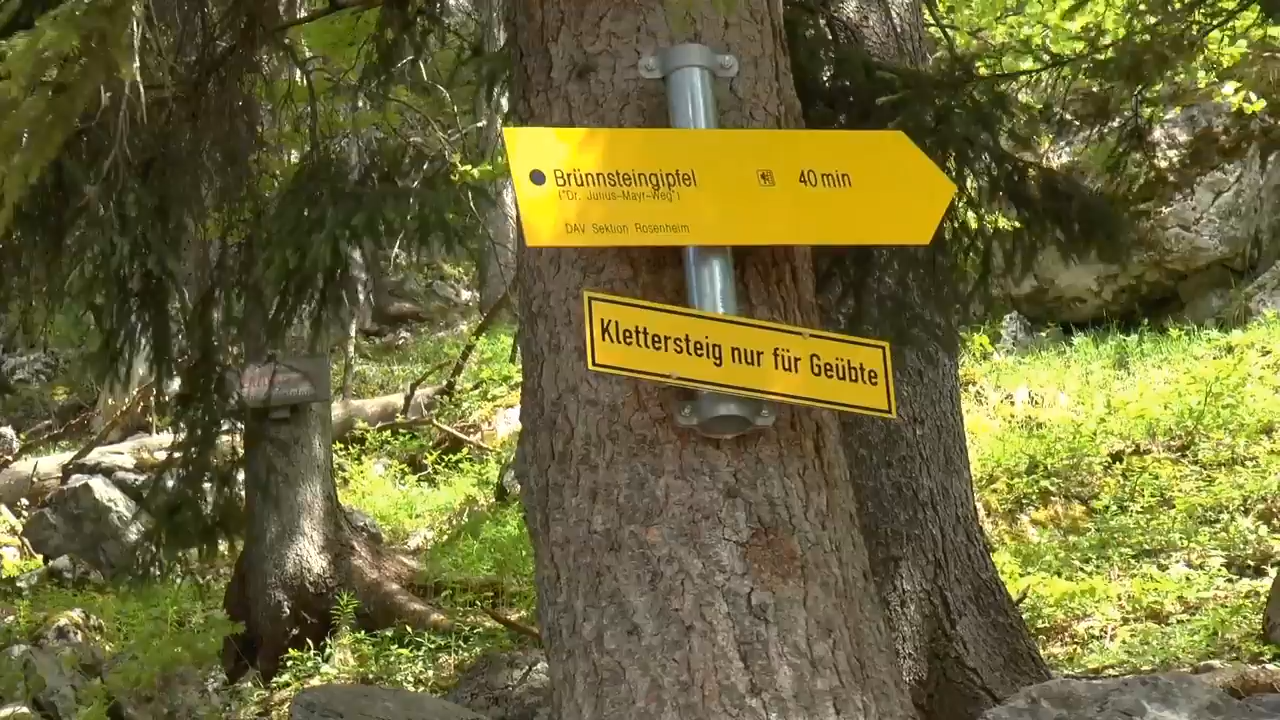 Brünnsteingipfel 40 min
("Dr. Julius-Mayr-Weg")
DAV Sektion Rosenheim
Klettersteig nur für Geübte